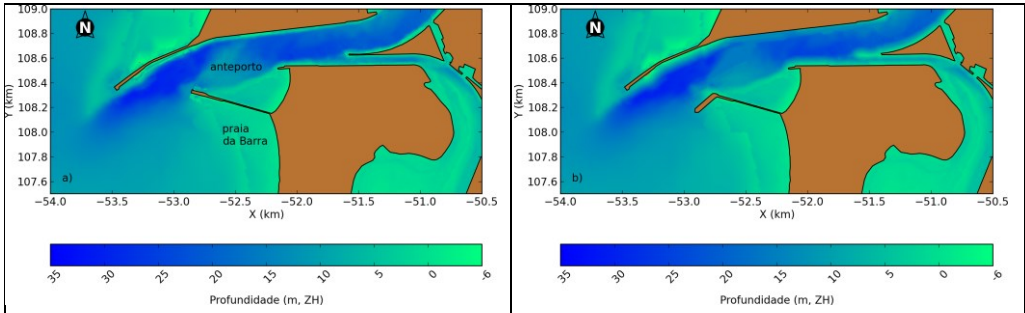 109.0
108.8
108.6
108.4
108.2
108.0
107.8
107.6
Y (km)
N
anteporto
praia
da Barra
a)
−54.0 −53.5 −53.0 −52.5 −52.0 −51.5 −51.0 −50.5
X (km)
35 30 25 20 15 10 5 0 -6
Profundidade (m, ZH)
109.0
108.8
108.6
108.4
108.2
108.0
107.8
107.6
Y (km)
N
b)
−54.0 −53.5 −53.0 −52.5 −52.0 −51.5 −51.0 −50.5
X (km)
35 30 25 20 15 10 5 0 -6
Profundidade (m, ZH)